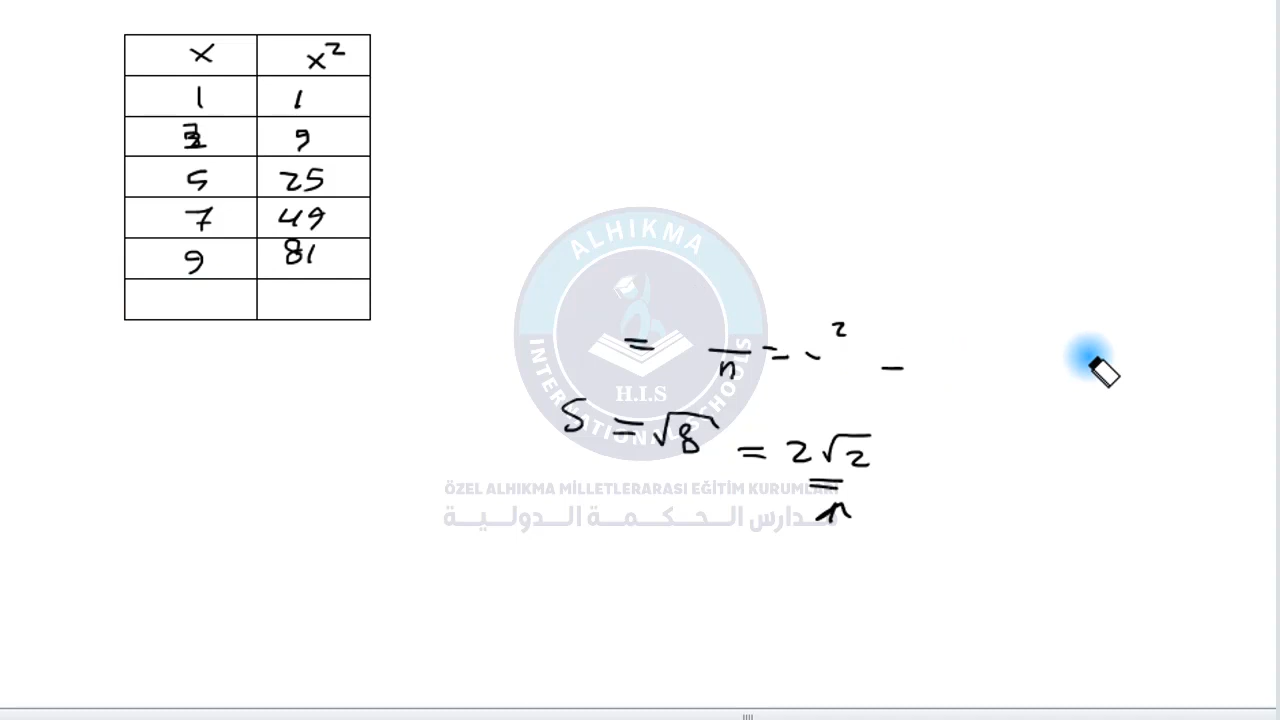 x x²
1 1
3 9
5 25
7 49
9 81
ALHIKMA
INTERNATIONAL SCHOOLS
H.I.S
= — n = ² −
S = √8 = 2√2
ÖZEL ALHIKMA MİLLETLERARASI EĞİTİM KURUMLARI
مدارس الحكمة الدولية